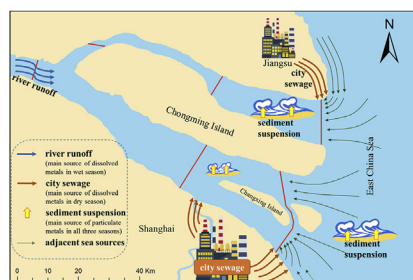 N
Jiangsu
city
sewage
river runoff
Chongming Island
sediment
suspension
river runoff
(main source of dissolved
metals in wet season)
city sewage
(main source of dissolved
metals in dry season)
sediment suspension
(main source of particulate
metals in all three seasons)
adjacent sea sources
East China Sea
Changxing Island
Shanghai
sediment
suspension
city sewage
0 10 20 40 Km